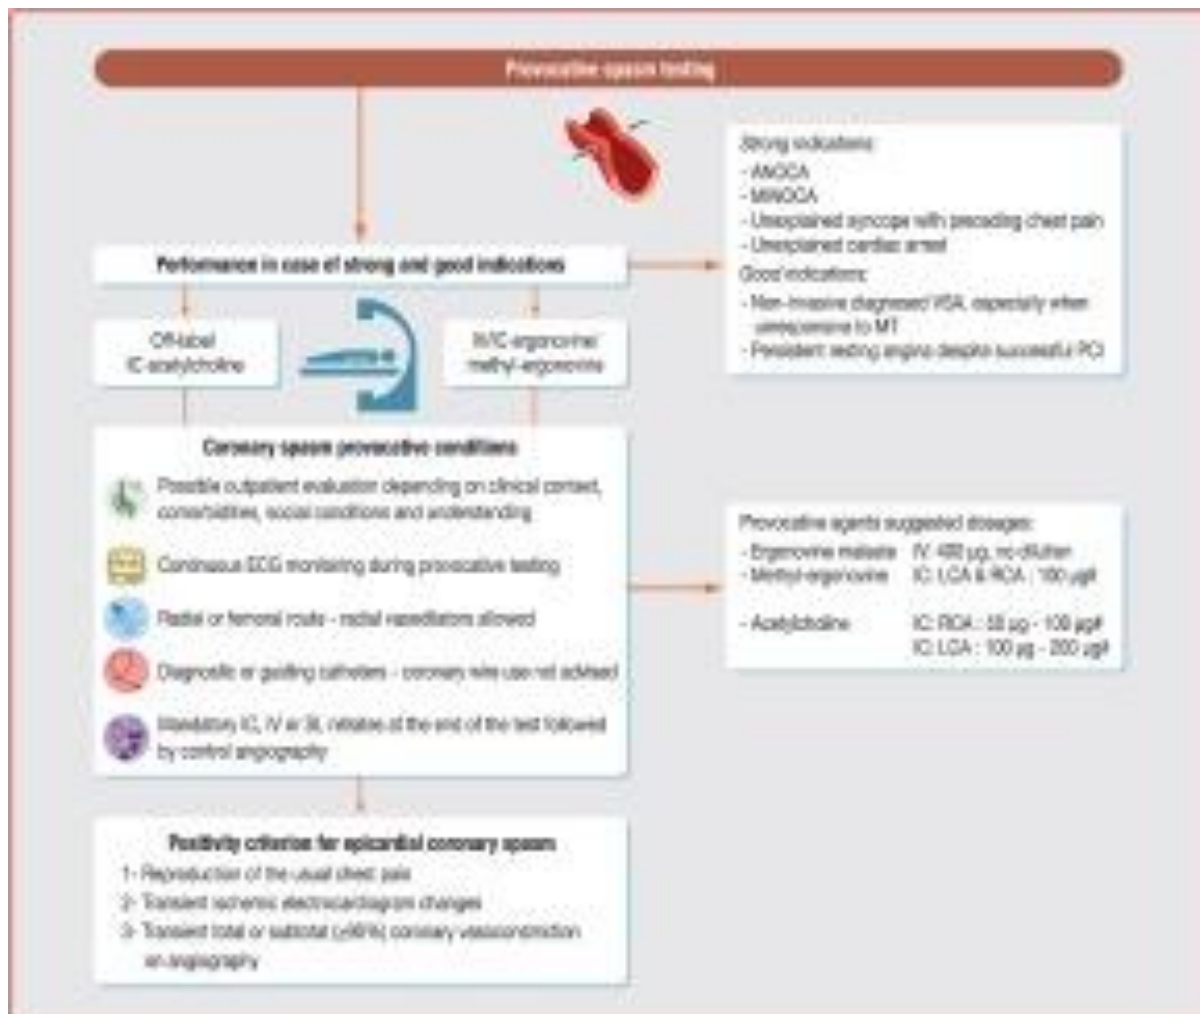 Provocative spasm testing
Strong indications:
- ANOCA
- MINOCA
- Unexplained syncope with preceding chest pain
- Unexplained cardiac arrest
Good indications:
- Non-invasive diagnosed VSA, especially when
unresponsive to MT
- Persistent resting angina despite successful PCI
Performance in case of strong and good indications
Off-label
IC acetylcholine
IV/IC ergonovine/
methyl-ergonovine
Coronary spasm provocative conditions
Possible outpatient evaluation depending on clinical context,
comorbidities, social conditions and understanding
Continuous ECG monitoring during provocative testing
Radial or femoral route - radial vasodilators allowed
Diagnostic or guiding catheters - coronary wire use not advised
Mandatory IC, IV or SL nitrates at the end of the test followed
by control angiography
Provocative agents suggested dosages:
- Ergonovine maleate IV: 400 µg, no dilution
- Methyl-ergonovine IC: LCA & RCA : 100
- Acetylcholine IC: RCA : 50 µg - 100
IC: LCA : 100 µg - 200
Positivity criterion for epicardial coronary spasm
1- Reproduction of the usual chest pain
2- Transient ischemic electrocardiogram changes
3- Transient total or subtotal coronary vasoconstriction
on angiography